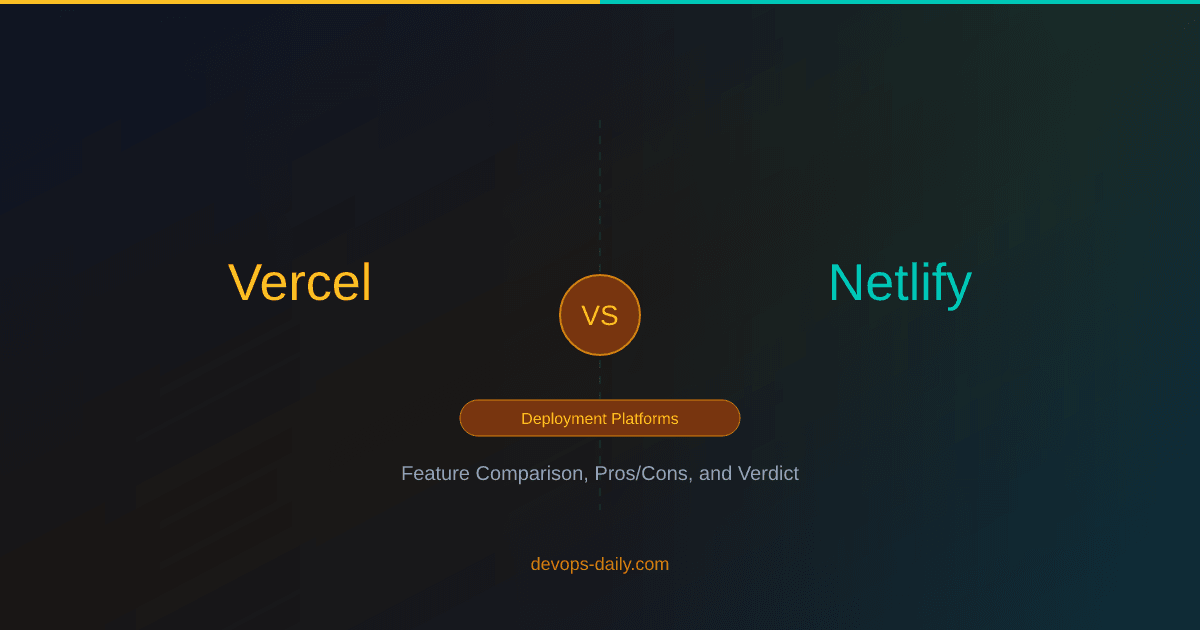 Vercel
VS
Netlify
Deployment Platforms
Feature Comparison, Pros/Cons, and Verdict
devops-daily.com